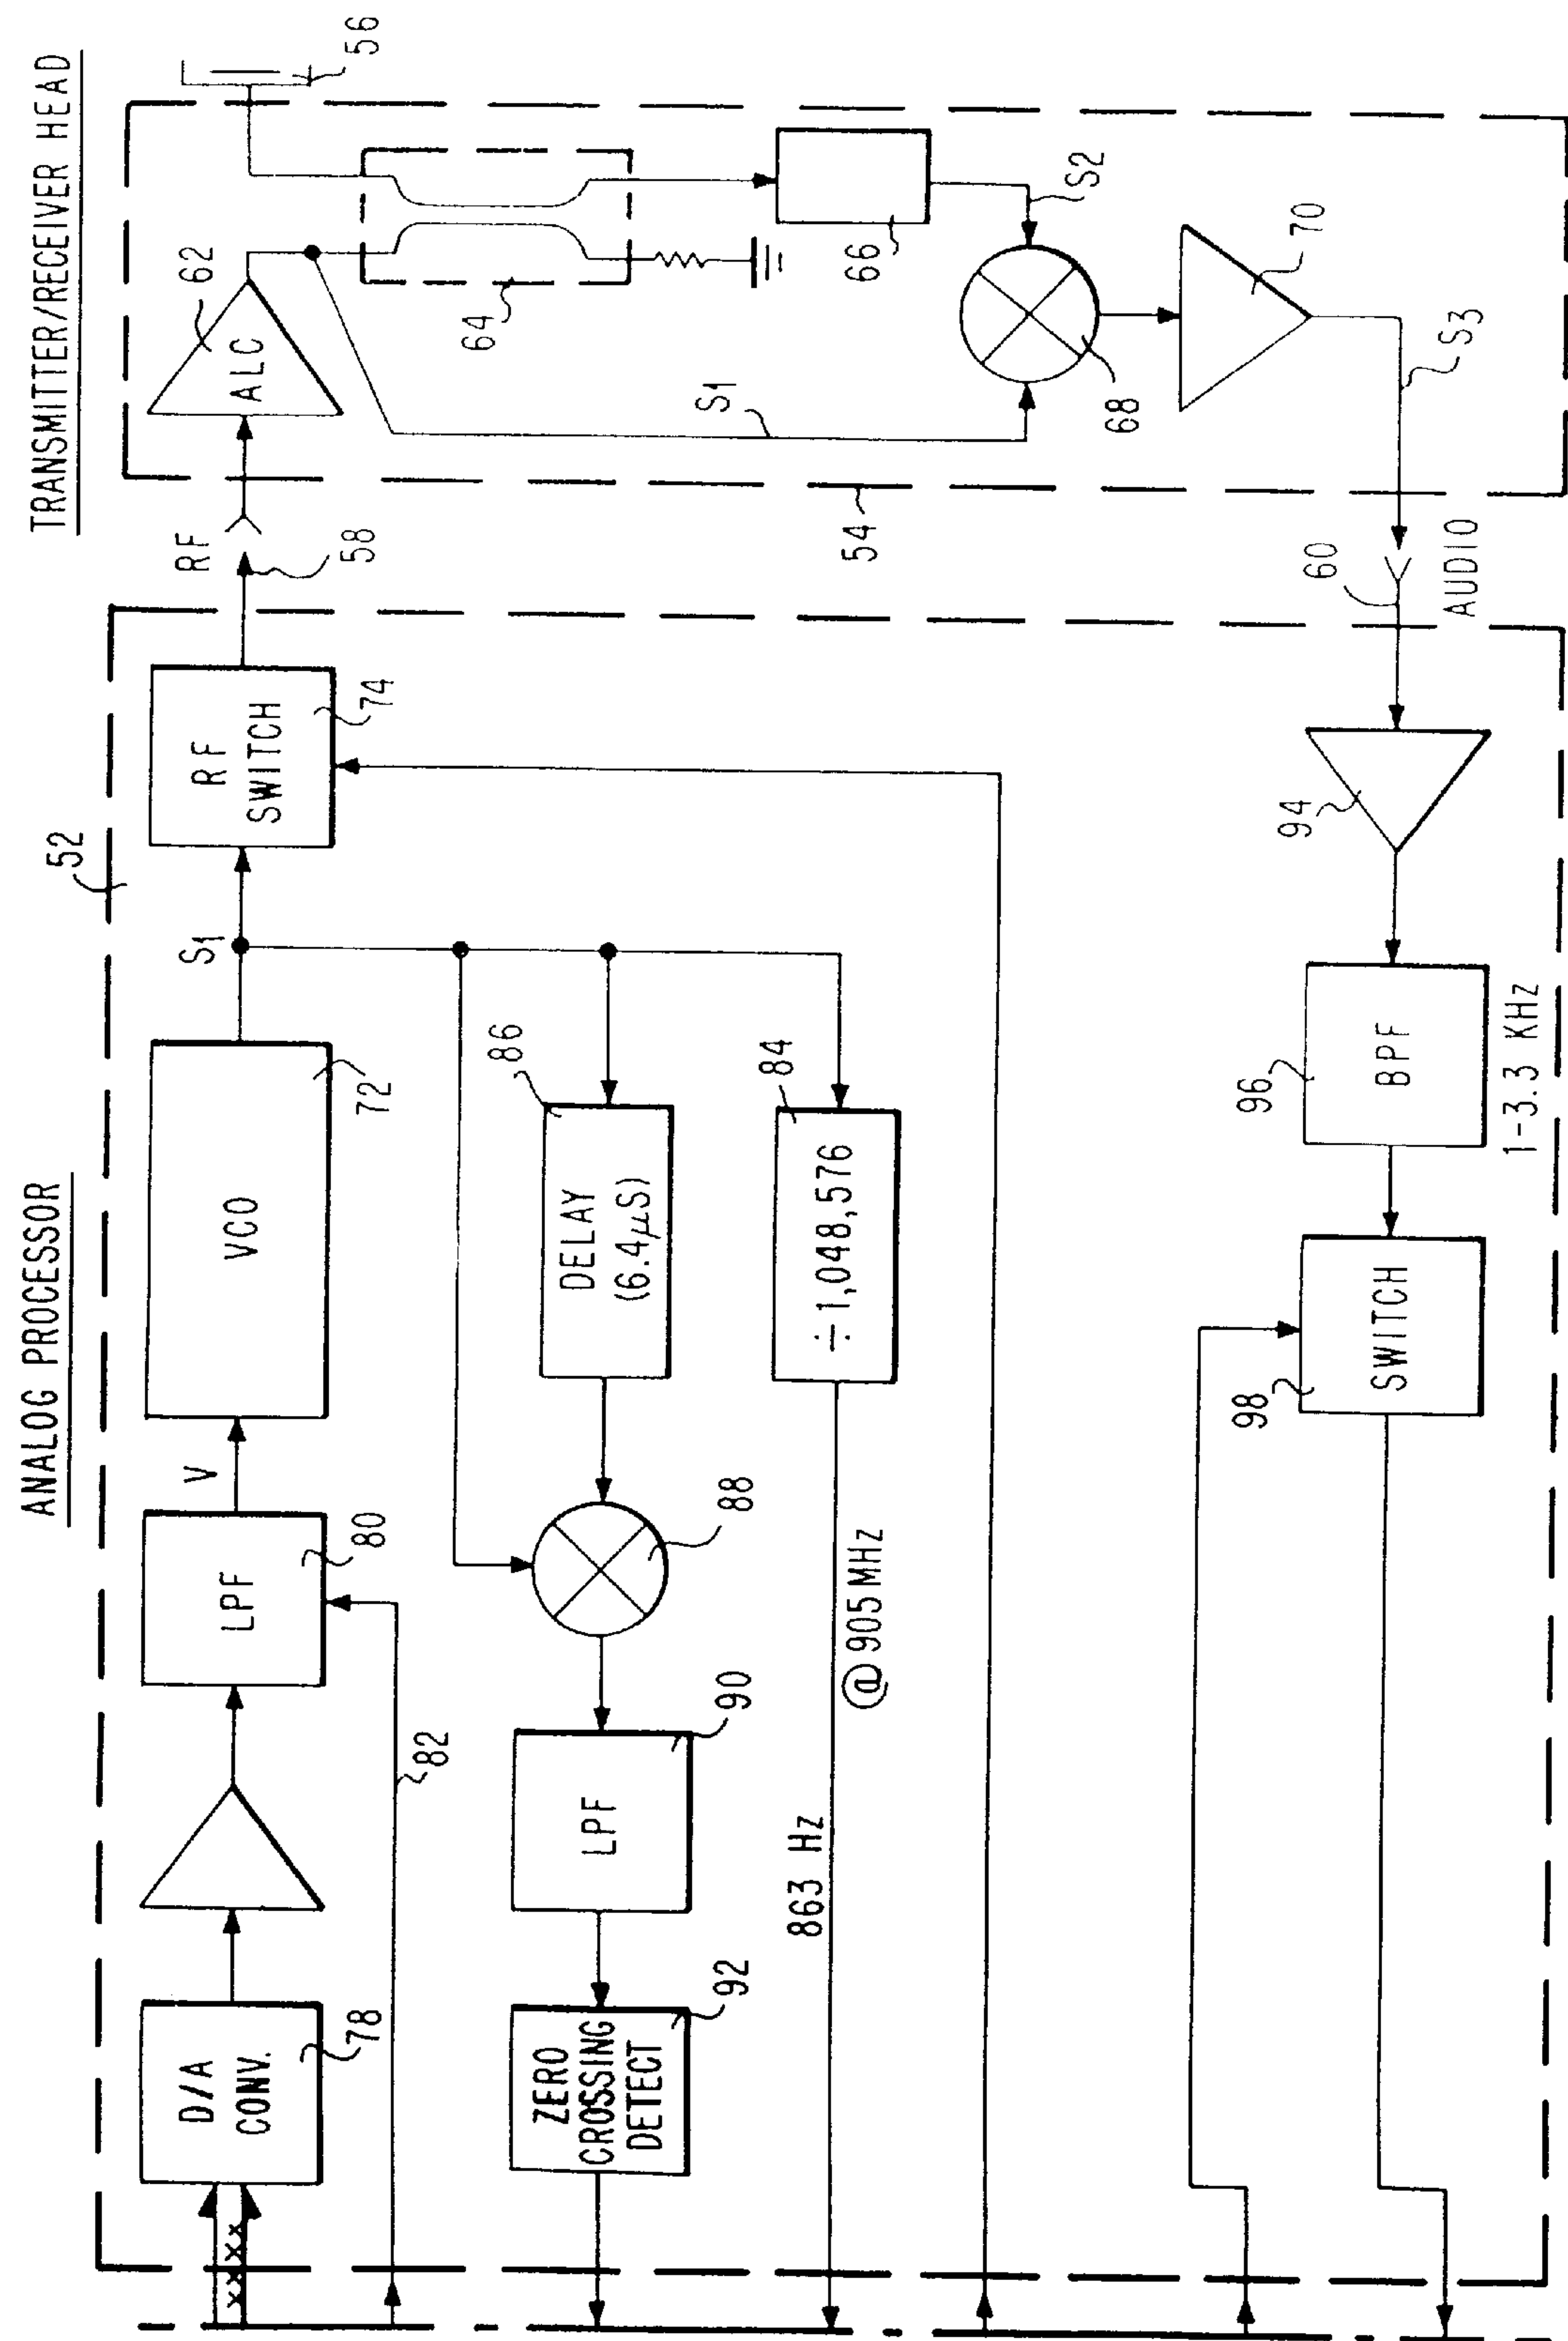 ANALOG PROCESSOR
TRANSMITTER/RECEIVER HEAD
52
D/A
CONV.
78
LPF
80
V
VCO
72
S1
RF
SWITCH
74
RF
58
ALC
62
56
64
82
ZERO
CROSSING
DETECT
92
LPF
90
88
DELAY
(6.4μS)
86
÷1,048,576
84
863 Hz
@ 905MHz
S1
54
66
S2
68
70
S3
60
AUDIO
94
BPF
96
1-3.3 KHz
SWITCH
98
xxxx